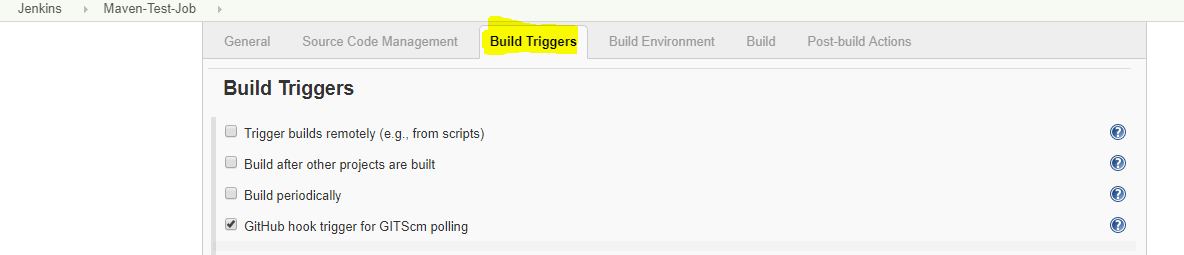 Jenkins Maven-Test-Job
General Source Code Management Build Triggers Build Environment Build Post-build Actions
Build Triggers
Trigger builds remotely (e.g., from scripts) ?
Build after other projects are built ?
Build periodically ?
GitHub hook trigger for GITScm polling ?